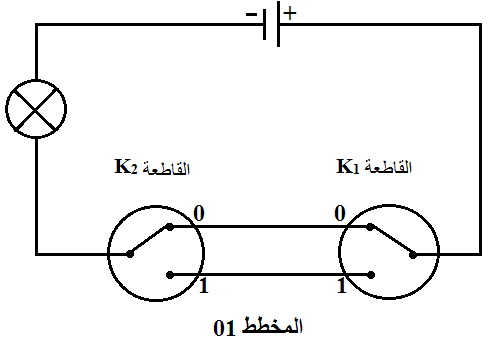 − +
القاطعة K2
القاطعة K1
0 0
1 1
المخطط 01